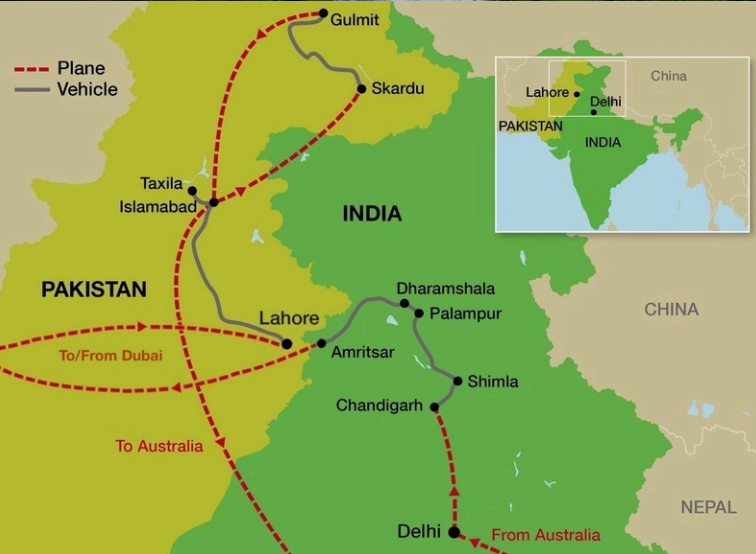 Gulmit
Plane
Vehicle
Skardu
China
Lahore
Delhi
PAKISTAN
INDIA
Taxila
Islamabad
INDIA
PAKISTAN
Dharamshala
CHINA
Palampur
Lahore
Amritsar
To/From Dubai
Shimla
Chandigarh
To Australia
NEPAL
Delhi
From Australia